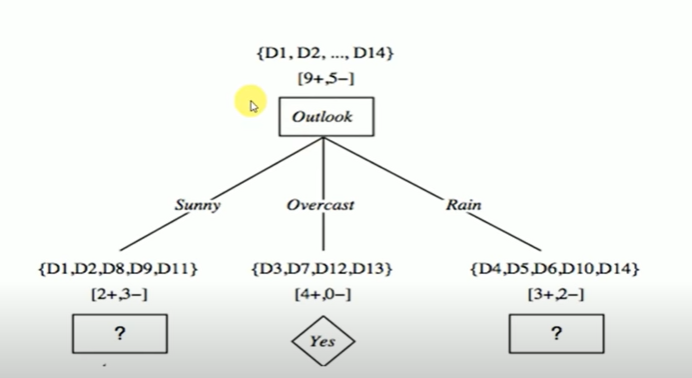 {D1, D2, ..., D14}
[9+,5−]
Outlook
Sunny
Overcast
Rain
{D1,D2,D8,D9,D11}
{D3,D7,D12,D13}
{D4,D5,D6,D10,D14}
[2+,3−]
[4+,0−]
[3+,2−]
?
Yes
?